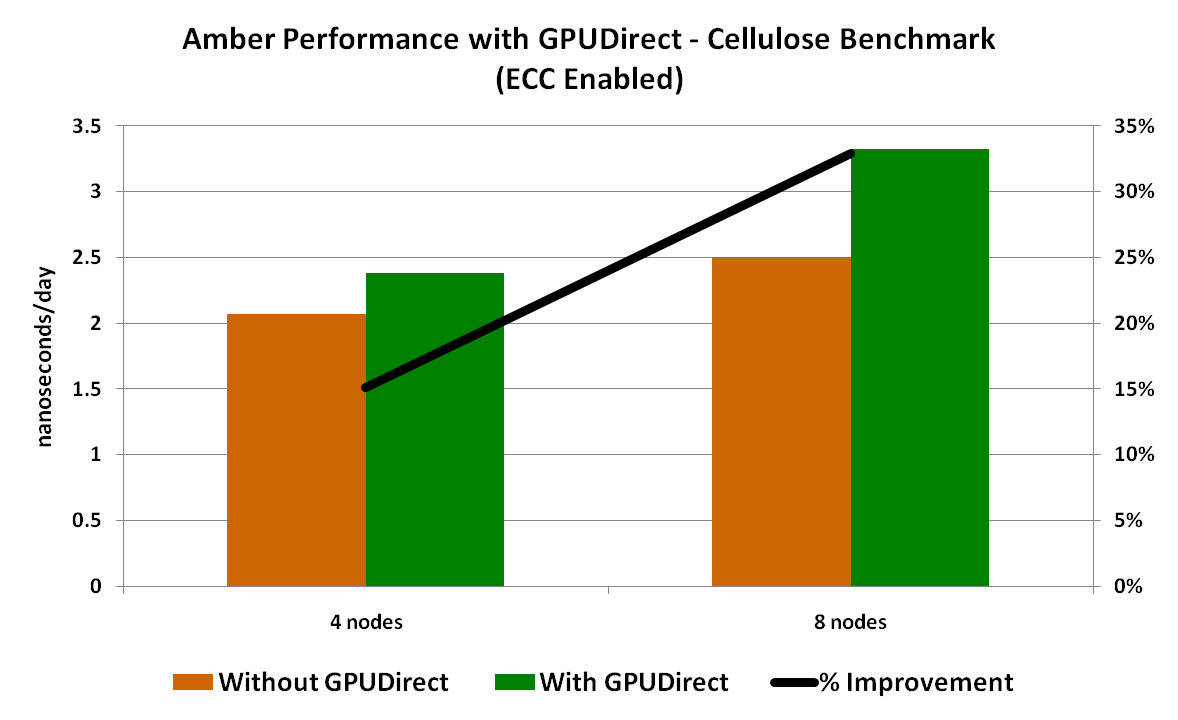 Amber Performance with GPUDirect - Cellulose Benchmark
(ECC Enabled)
3.5
3
2.5
2
1.5
1
0.5
0
nanoseconds/day
35%
30%
25%
20%
15%
10%
5%
0%
4 nodes
8 nodes
Without GPUDirect
With GPUDirect
% Improvement